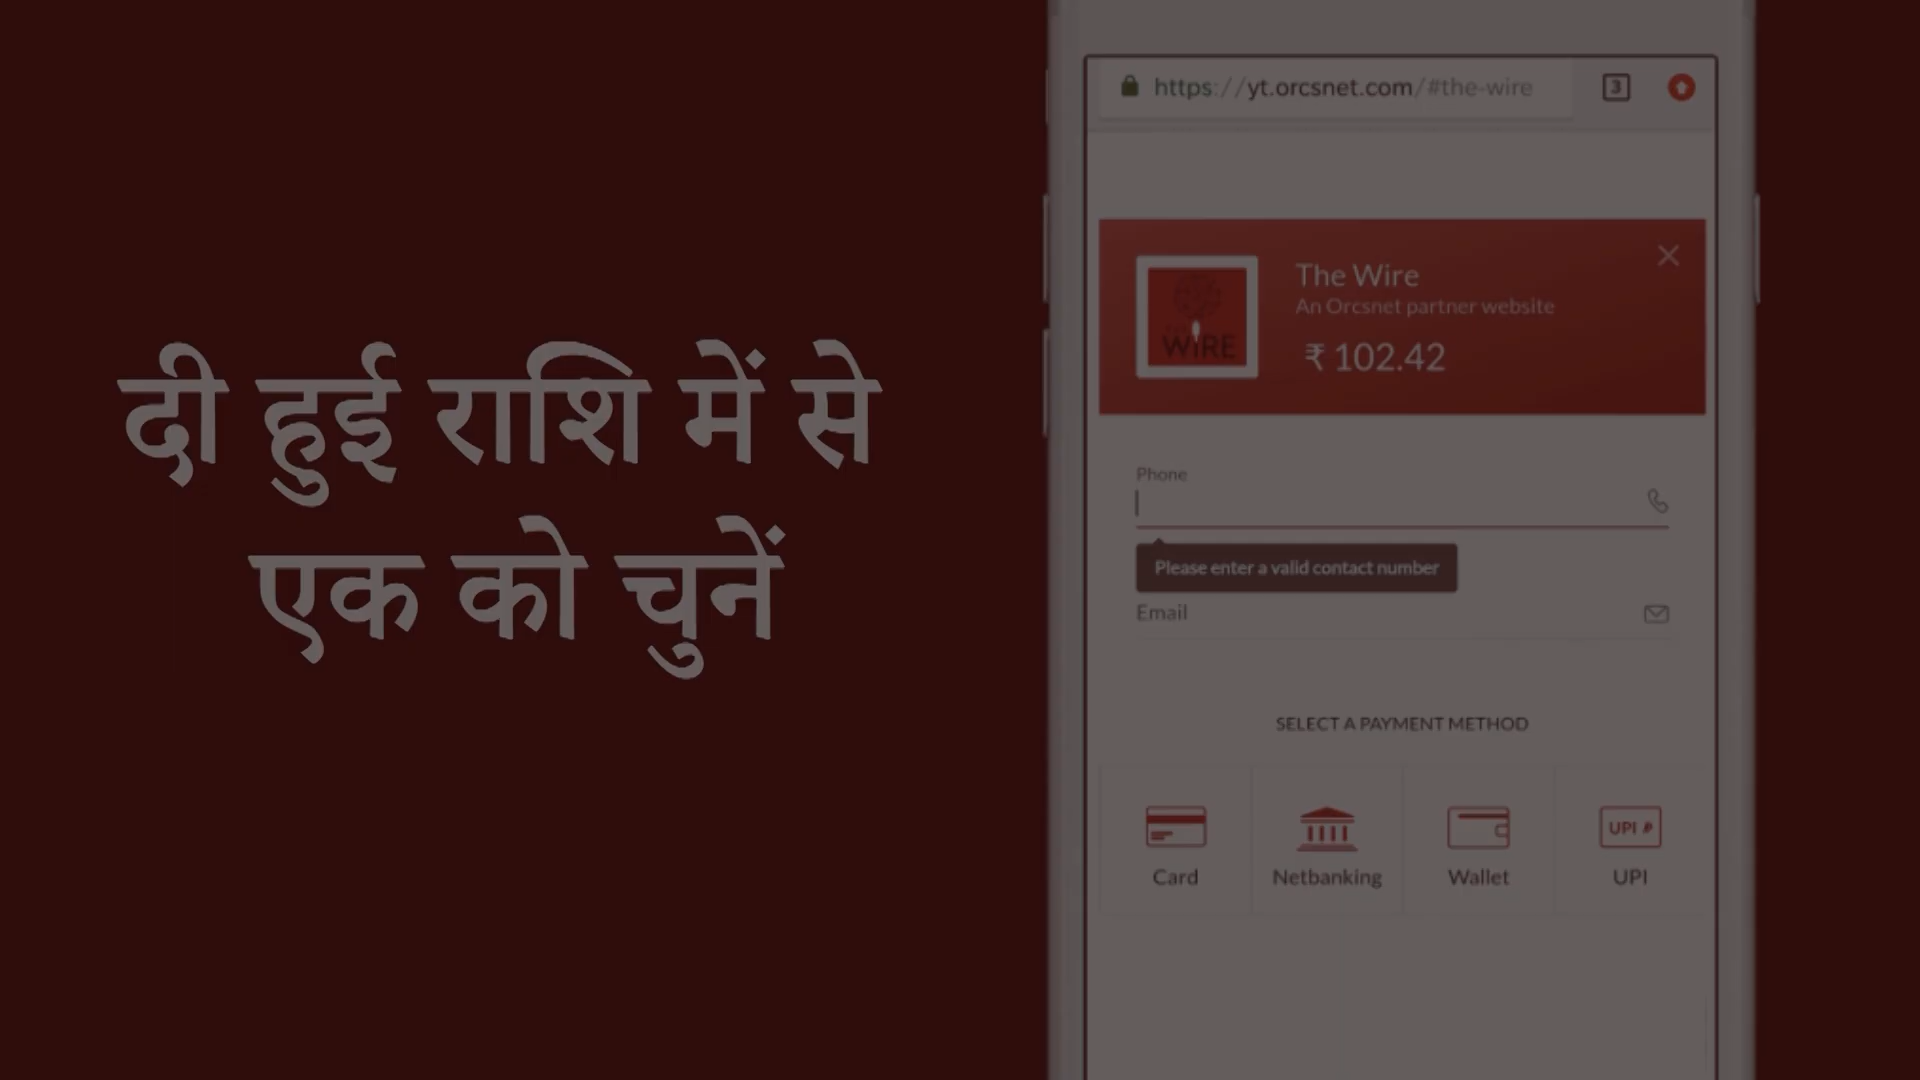 दी हुई राशि में से
एक को चुनें
https://yt.orcsnet.com/#the-wire
3
The Wire
An Orcsnet partner website
₹ 102.42
WIRE
Phone
Please enter a valid contact number
Email
SELECT A PAYMENT METHOD
UPI
Card
Netbanking
Wallet
UPI